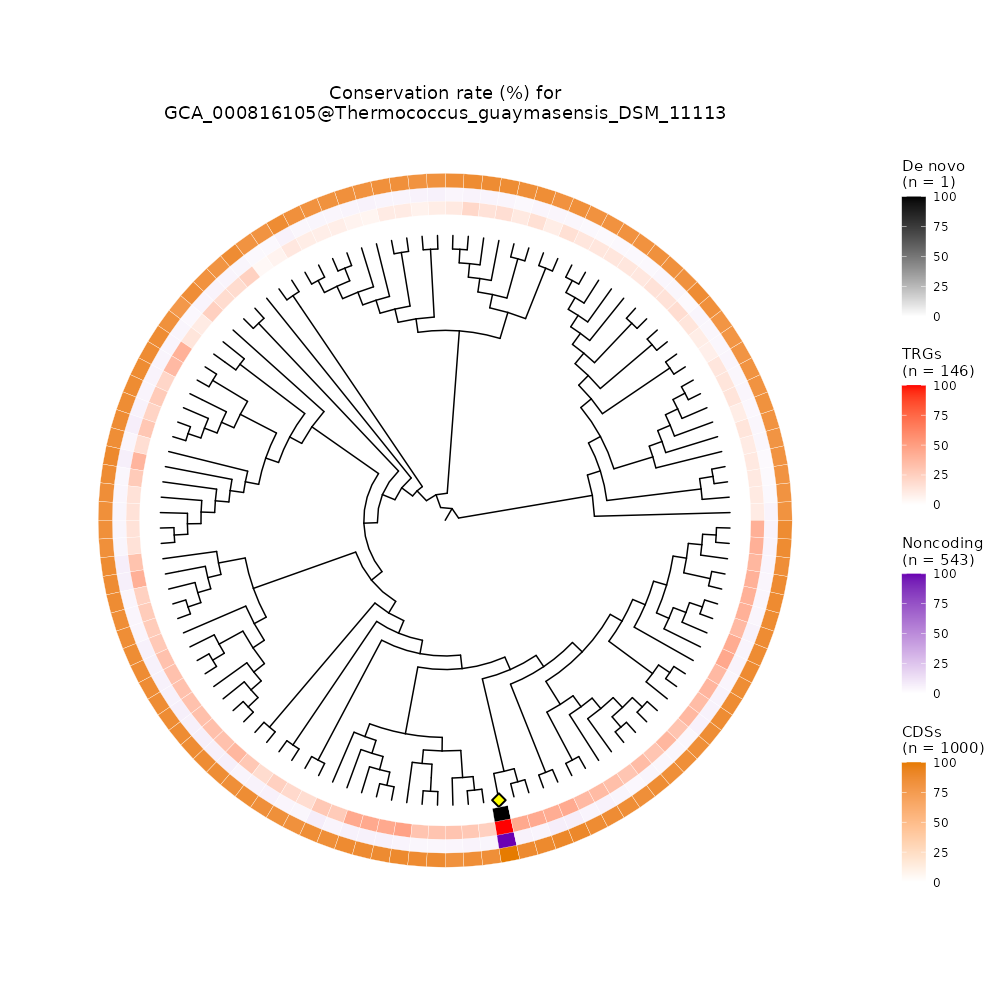 Conservation rate (%) for
GCA_000816105@Thermococcus_guaymasensis_DSM_11113
De novo
(n = 1)
100
75
50
25
0
TRGs
(n = 146)
100
75
50
25
0
Noncoding
(n = 543)
100
75
50
25
0
CDSs
(n = 1000)
100
75
50
25
0